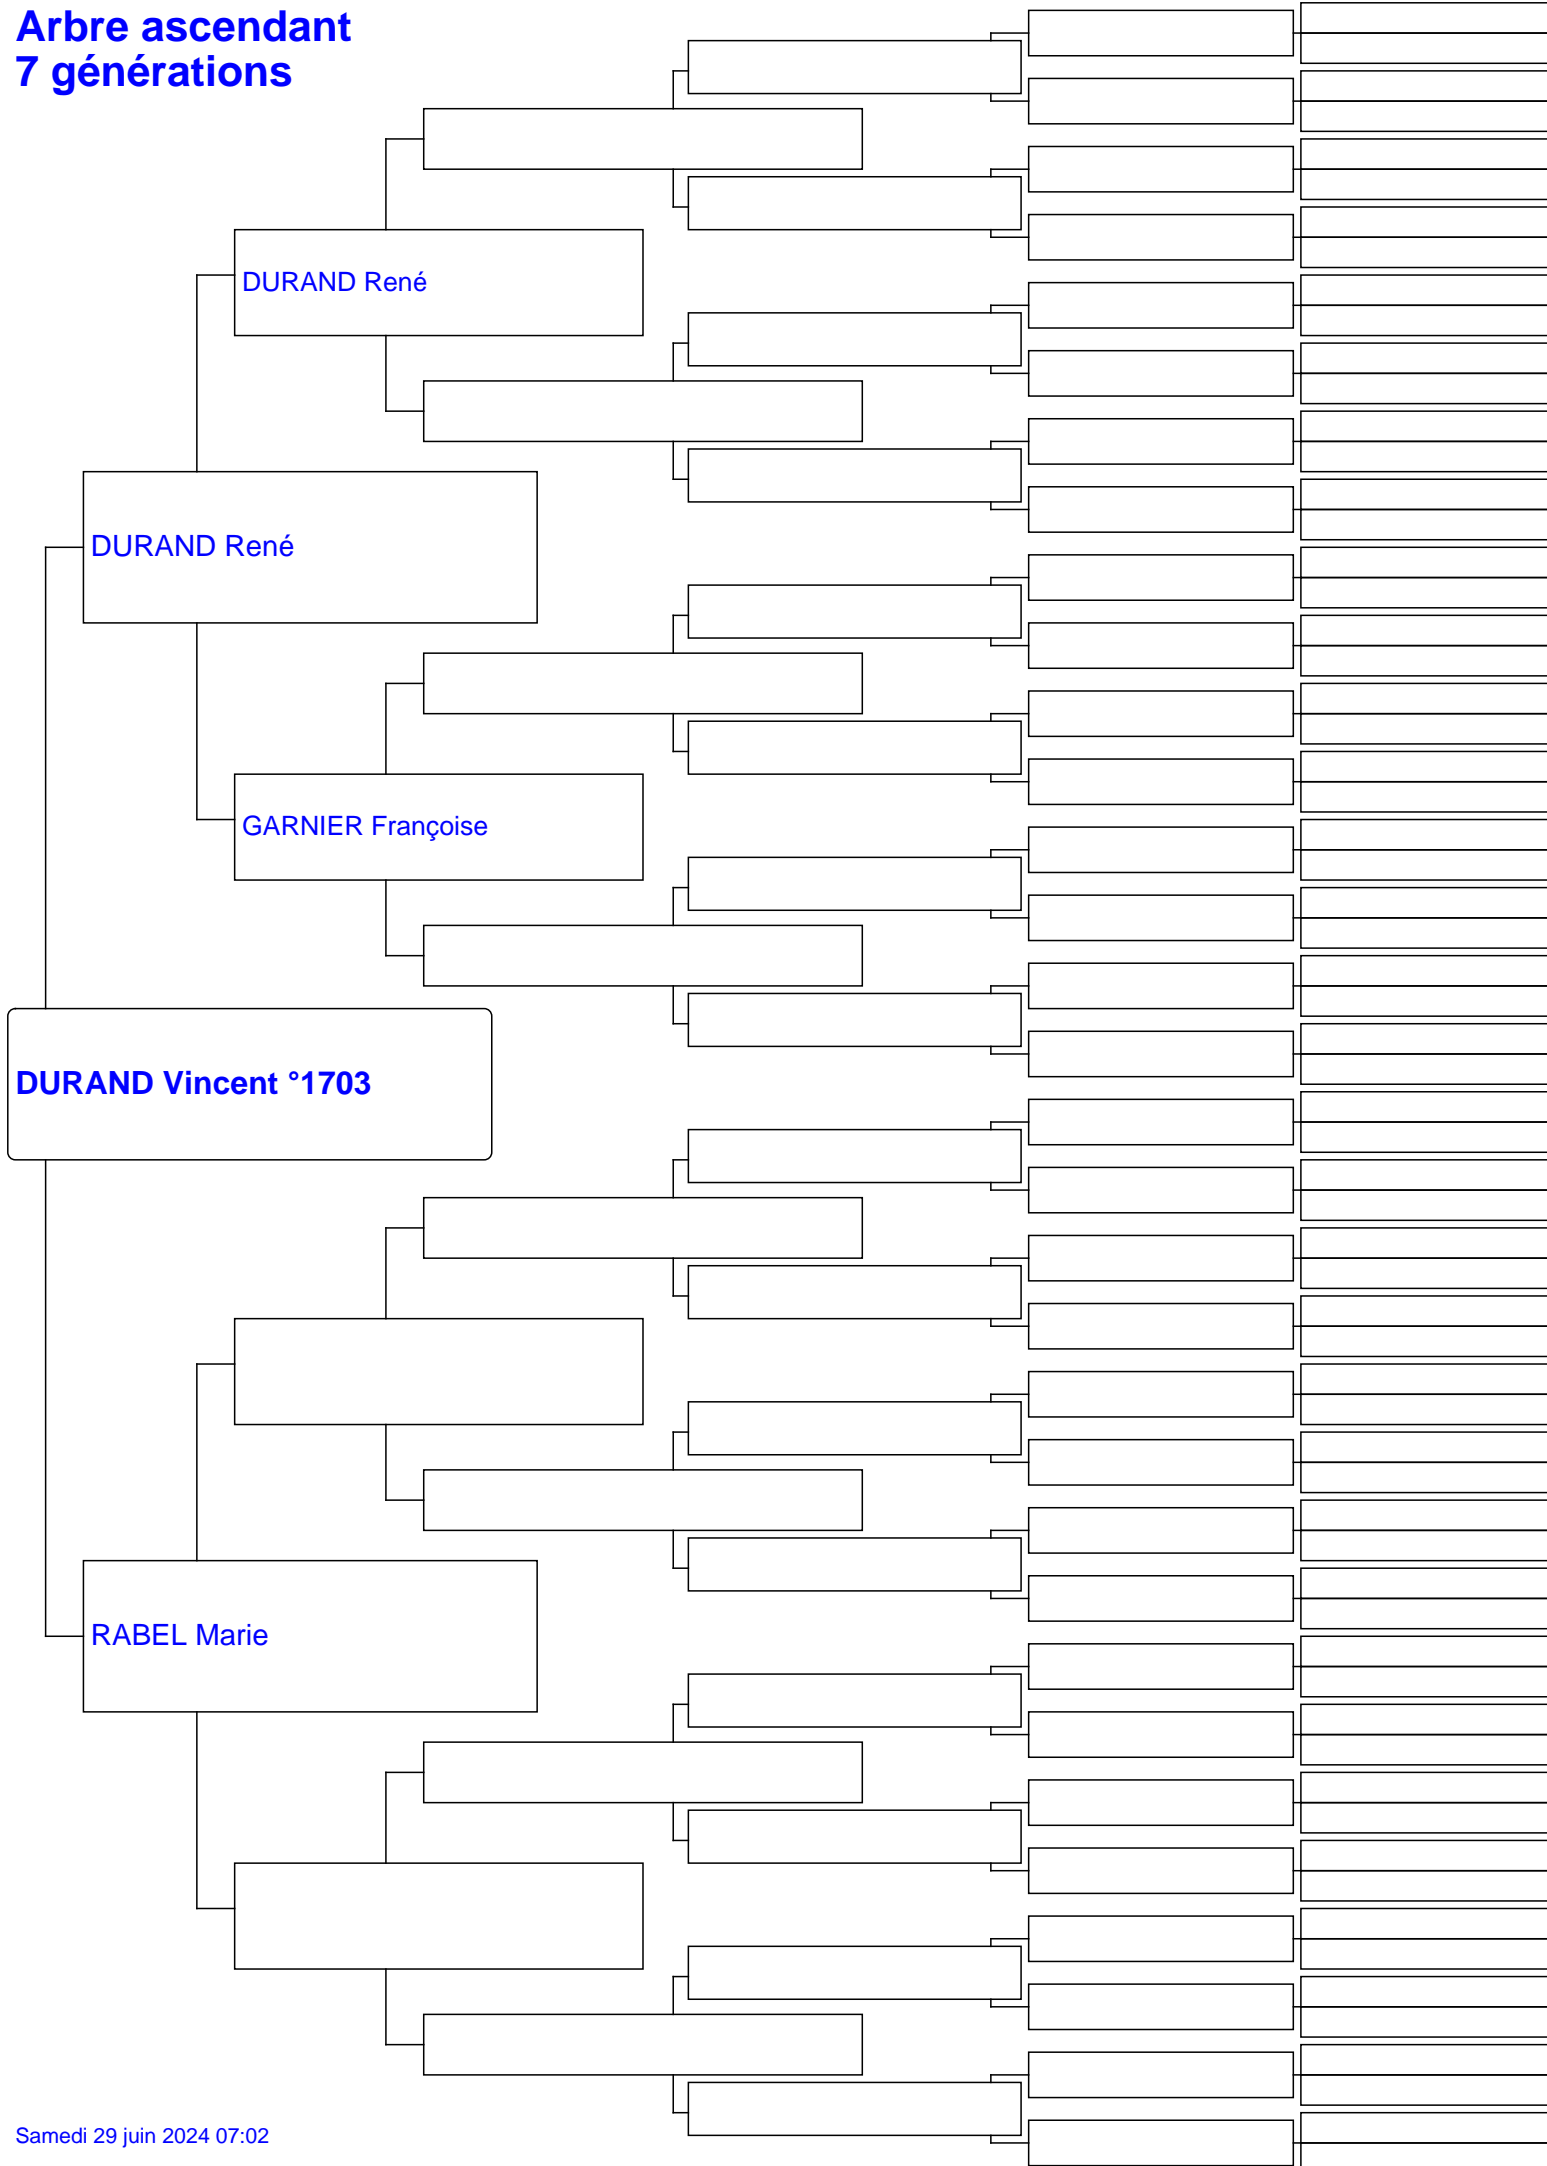 Arbre ascendant
7 générations
DURAND René
DURAND René
GARNIER Françoise
DURAND Vincent °1703
RABEL Marie
Samedi 29 juin 2024 07:02